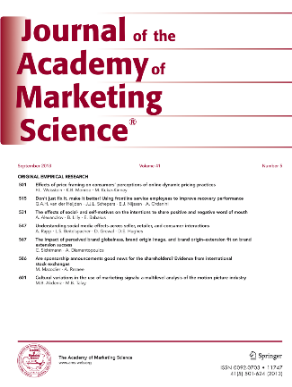 Journal of the
Academy of
Marketing
Science®
September 2013 Volume 41 Number 5
ORIGINAL EMPIRICAL RESEARCH
501 Effects of price framing on consumers' perceptions of online dynamic pricing practices
F.L. Weisstein · K.B. Monroe · M. Kukar-Kinney
515 Don't just fix it, make it better! Using frontline service employees to improve recovery performance
G.A.H. van der Heijden · J.J.L. Schepers · E.J. Nijssen · A. Ordanini
531 The effects of social- and self-motives on the intentions to share positive and negative word of mouth
A. Alexandrov · B. Lilly · E. Babakus
547 Understanding social media effects across seller, retailer, and consumer interactions
A. Rapp · L.S. Beitelspacher · D. Grewal · D.E. Hughes
567 The impact of perceived brand globalness, brand origin image, and brand origin–extension fit on brand
extension success
C. Sichtmann · A. Diamantopoulos
586 Are sponsorship announcements good news for the shareholders? Evidence from international
stock exchanges
M. Mazodier · A. Rezaee
601 Cultural variations in the use of marketing signals: a multilevel analysis of the motion picture industry
M.B. Akdeniz · M.B. Talay
The Academy of Marketing Science
www.ams-web.org
Springer
ISSN 0092-0703 • 11747
41(5) 501-624 (2013)